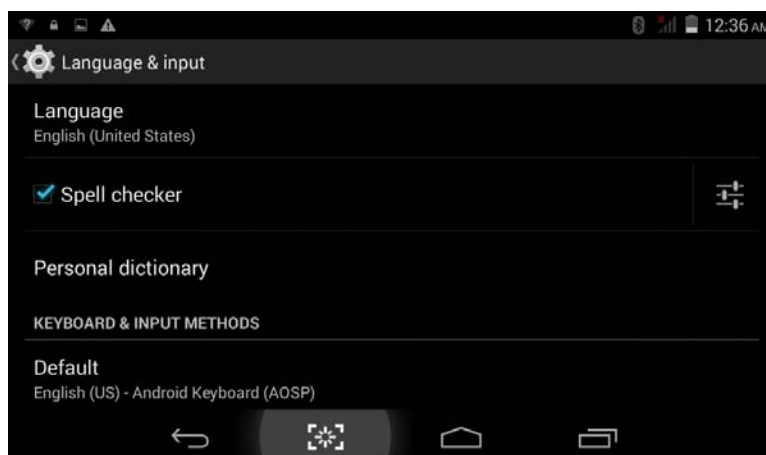 12:36 AM
Language & input
Language
English (United States)
Spell checker
Personal dictionary
KEYBOARD & INPUT METHODS
Default
English (US) - Android Keyboard (AOSP)